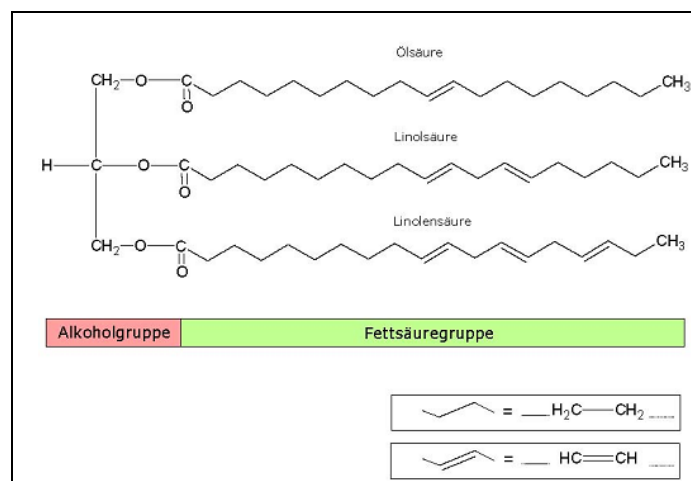 Ölsäure
CH2—O—C
O
CH3
Linolsäure
H—C—O—C
O
CH3
Linolensäure
CH2—O—C
O
CH3
Alkoholgruppe Fettsäuregruppe
= H2C—CH2
= HC=CH